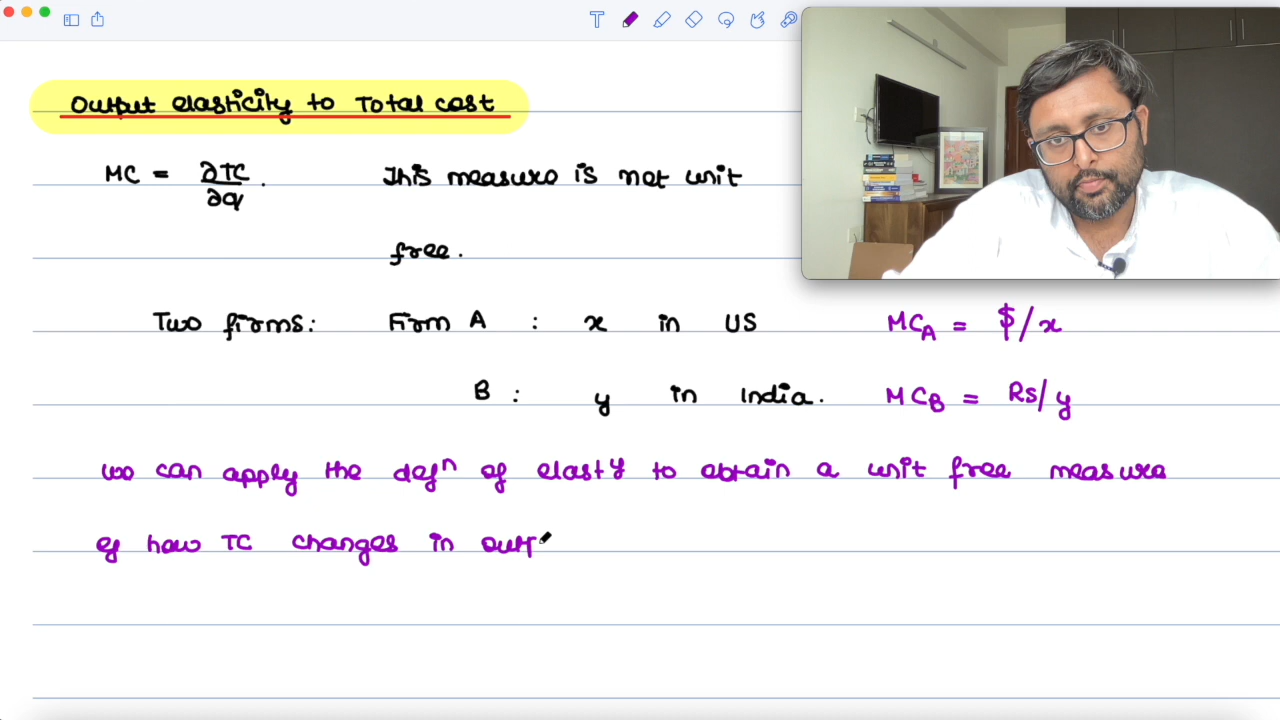 Output elasticity to Total cost
MC = ∂TC/∂q. This measure is not unit
free.
Two firms: Firm A : x in US MC_A = $/x
B : y in India. MC_B = Rs/y
we can apply the defⁿ of elastʸ to obtain a unit free measure
of how TC changes in outp